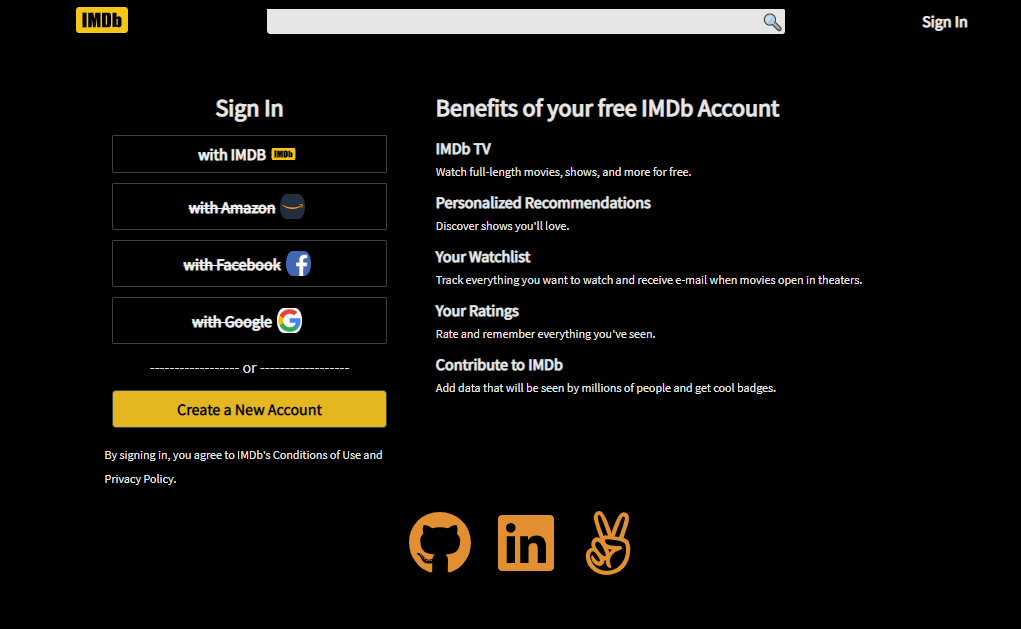 IMDb
Sign In
Sign In
with IMDB IMDb
with Amazon
with Facebook
with Google
------------------ or ------------------
Create a New Account
By signing in, you agree to IMDb's Conditions of Use and
Privacy Policy.
Benefits of your free IMDb Account
IMDb TV
Watch full-length movies, shows, and more for free.
Personalized Recommendations
Discover shows you'll love.
Your Watchlist
Track everything you want to watch and receive e-mail when movies open in theaters.
Your Ratings
Rate and remember everything you've seen.
Contribute to IMDb
Add data that will be seen by millions of people and get cool badges.
in